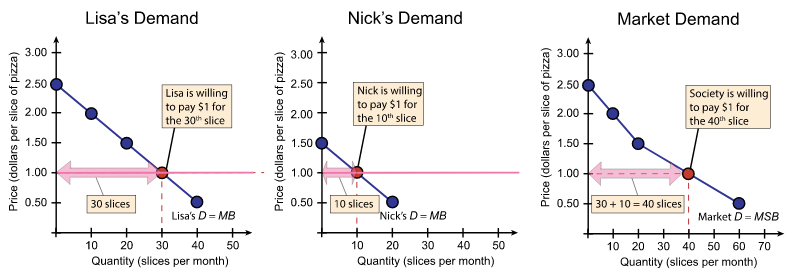 Lisa's Demand
Price (dollars per slice of pizza)
3.00
2.50
2.00
1.50
1.00
0.50
Lisa is willing
to pay $1 for
the 30th slice
30 slices
Lisa's D = MB
10
20
30
40
50
Quantity (slices per month)
Nick's Demand
Price (dollars per slice of pizza)
3.00
2.50
2.00
1.50
1.00
0.50
Nick is willing
to pay $1 for
the 10th slice
10 slices
Nick's D = MB
10
20
30
40
50
Quantity (slices per month)
Market Demand
Price (dollars per slice of pizza)
3.00
2.50
2.00
1.50
1.00
0.50
Society is willing
to pay $1 for
the 40th slice
30 + 10 = 40 slices
Market D = MSB
10
20
30
40
50
60
70
Quantity (slices per month)